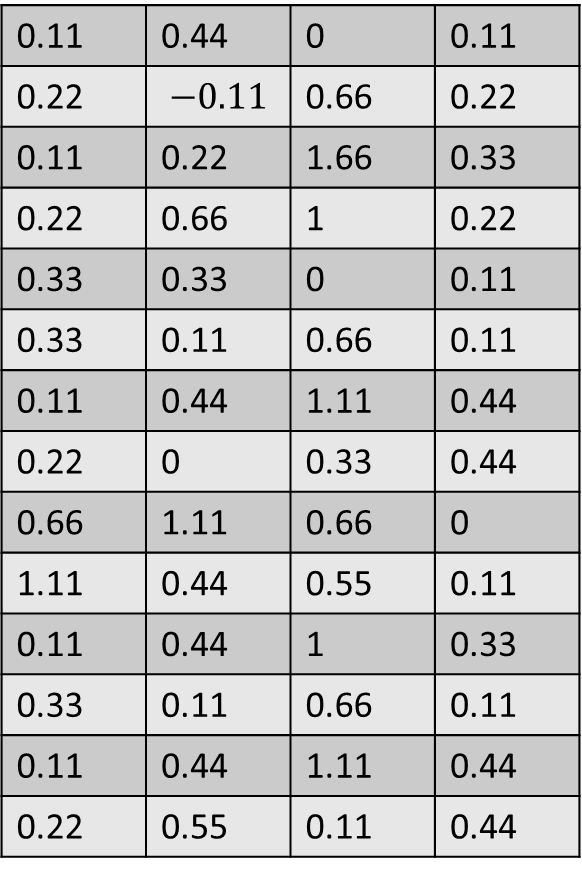 0.11 0.44 0 0.11
0.22 −0.11 0.66 0.22
0.11 0.22 1.66 0.33
0.22 0.66 1 0.22
0.33 0.33 0 0.11
0.33 0.11 0.66 0.11
0.11 0.44 1.11 0.44
0.22 0 0.33 0.44
0.66 1.11 0.66 0
1.11 0.44 0.55 0.11
0.11 0.44 1 0.33
0.33 0.11 0.66 0.11
0.11 0.44 1.11 0.44
0.22 0.55 0.11 0.44